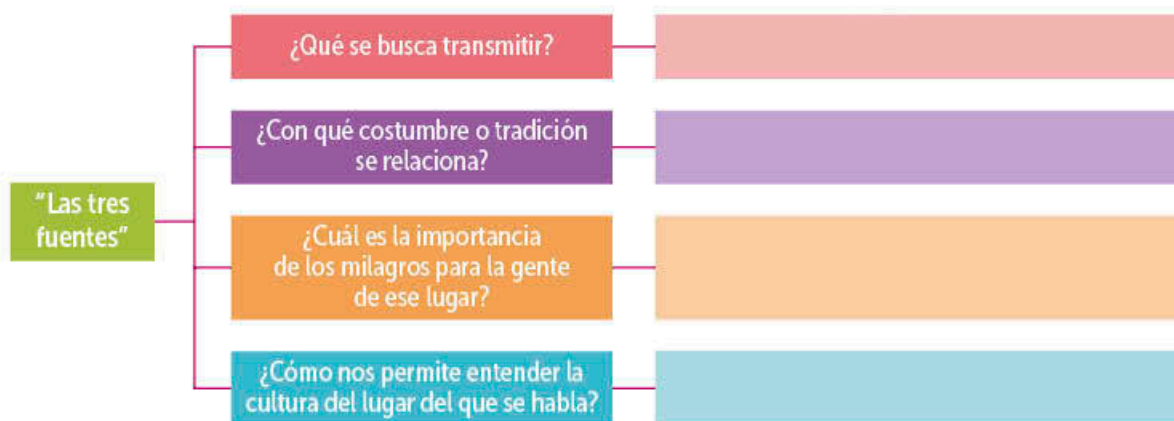 "Las tres
fuentes"
¿Qué se busca transmitir?
¿Con qué costumbre o tradición
se relaciona?
¿Cuál es la importancia
de los milagros para la gente
de ese lugar?
¿Cómo nos permite entender la
cultura del lugar del que se habla?